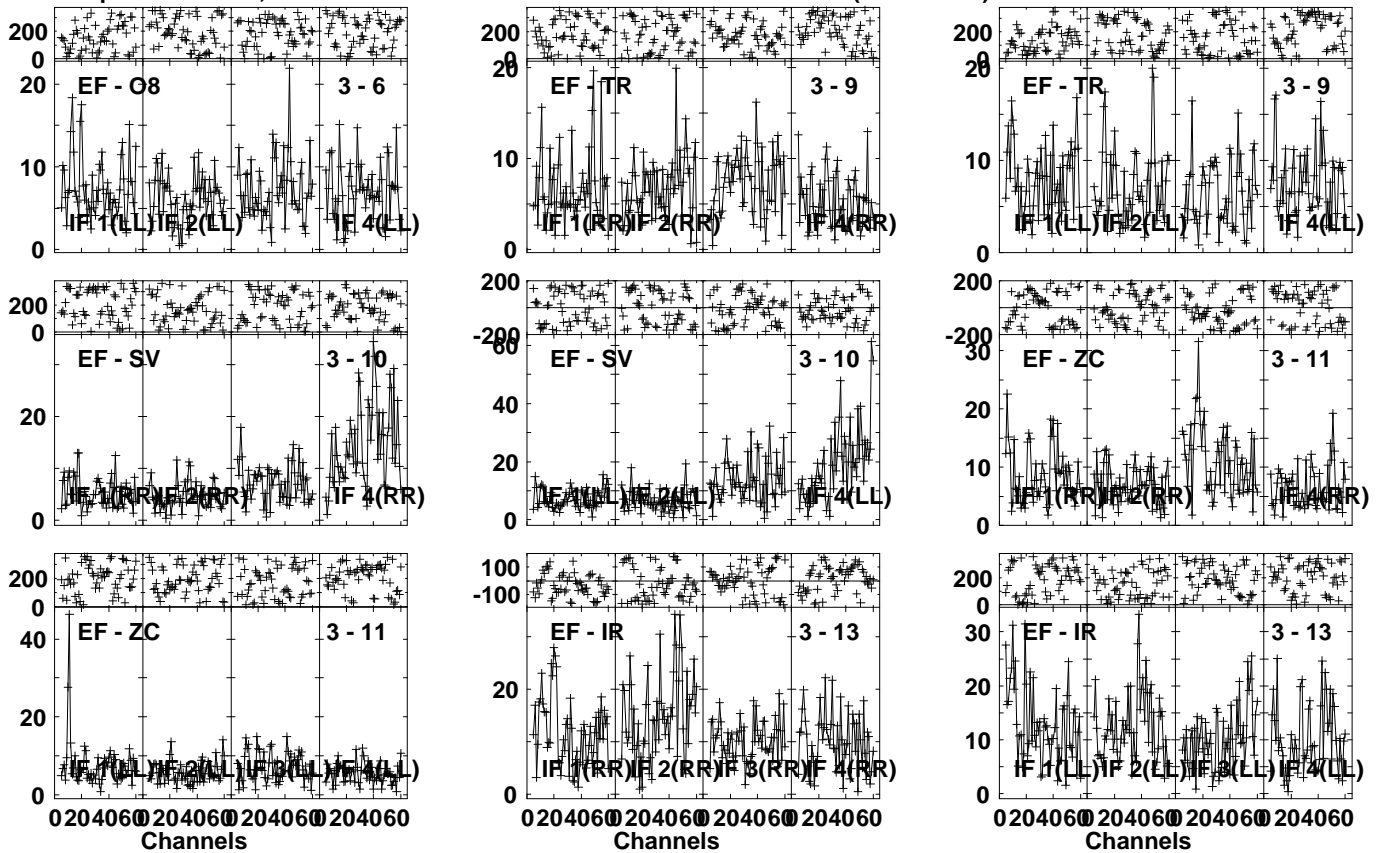 200
0
20
10
0
EF - O8
3 - 6
IF 1(LL)
IF 2(LL)
IF 4(LL)
200
0
20
10
0
EF - TR
3 - 9
IF 1(RR)
IF 2(RR)
IF 4(RR)
200
0
20
10
0
EF - TR
3 - 9
IF 1(LL)
IF 2(LL)
IF 4(LL)
200
0
20
0
EF - SV
3 - 10
IF 1(RR)
IF 2(RR)
IF 4(RR)
200
-200
60
40
20
0
EF - SV
3 - 10
IF 1(LL)
IF 2(LL)
IF 4(LL)
200
-200
30
20
10
0
EF - ZC
3 - 11
IF 1(RR)
IF 2(RR)
IF 4(RR)
200
0
40
20
0
EF - ZC
3 - 11
IF 1(LL)
IF 2(LL)
IF 3(LL)
IF 4(LL)
0 20 40 60 0 20 40 60 0 20 40 60 0 20 40 60
Channels
100
-100
20
0
EF - IR
3 - 13
IF 1(RR)
IF 2(RR)
IF 3(RR)
IF 4(RR)
0 20 40 60 0 20 40 60 0 20 40 60 0 20 40 60
Channels
200
0
30
20
10
0
EF - IR
3 - 13
IF 1(LL)
IF 2(LL)
IF 3(LL)
IF 4(LL)
0 20 40 60 0 20 40 60 0 20 40 60 0 20 40 60
Channels